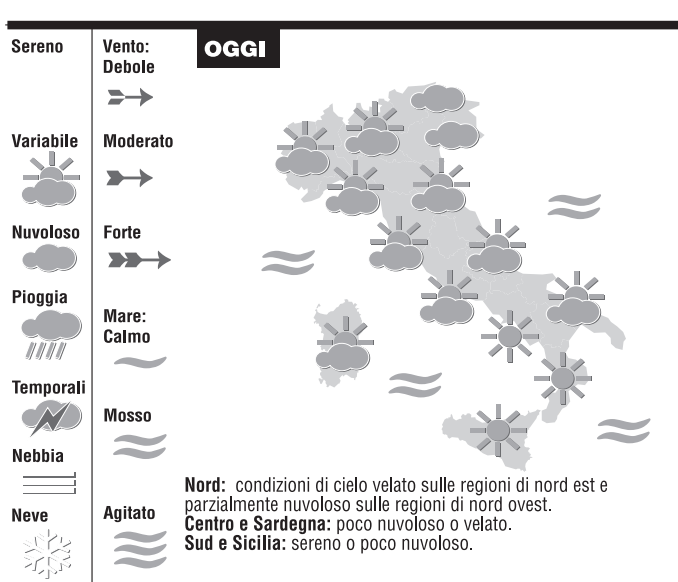 Sereno
Variabile
Nuvoloso
Pioggia
Temporali
Nebbia
Neve
Vento:
Debole
Moderato
Forte
Mare:
Calmo
Mosso
Agitato
OGGI
Nord: condizioni di cielo velato sulle regioni di nord est e
parzialmente nuvoloso sulle regioni di nord ovest.
Centro e Sardegna: poco nuvoloso o velato.
Sud e Sicilia: sereno o poco nuvoloso.